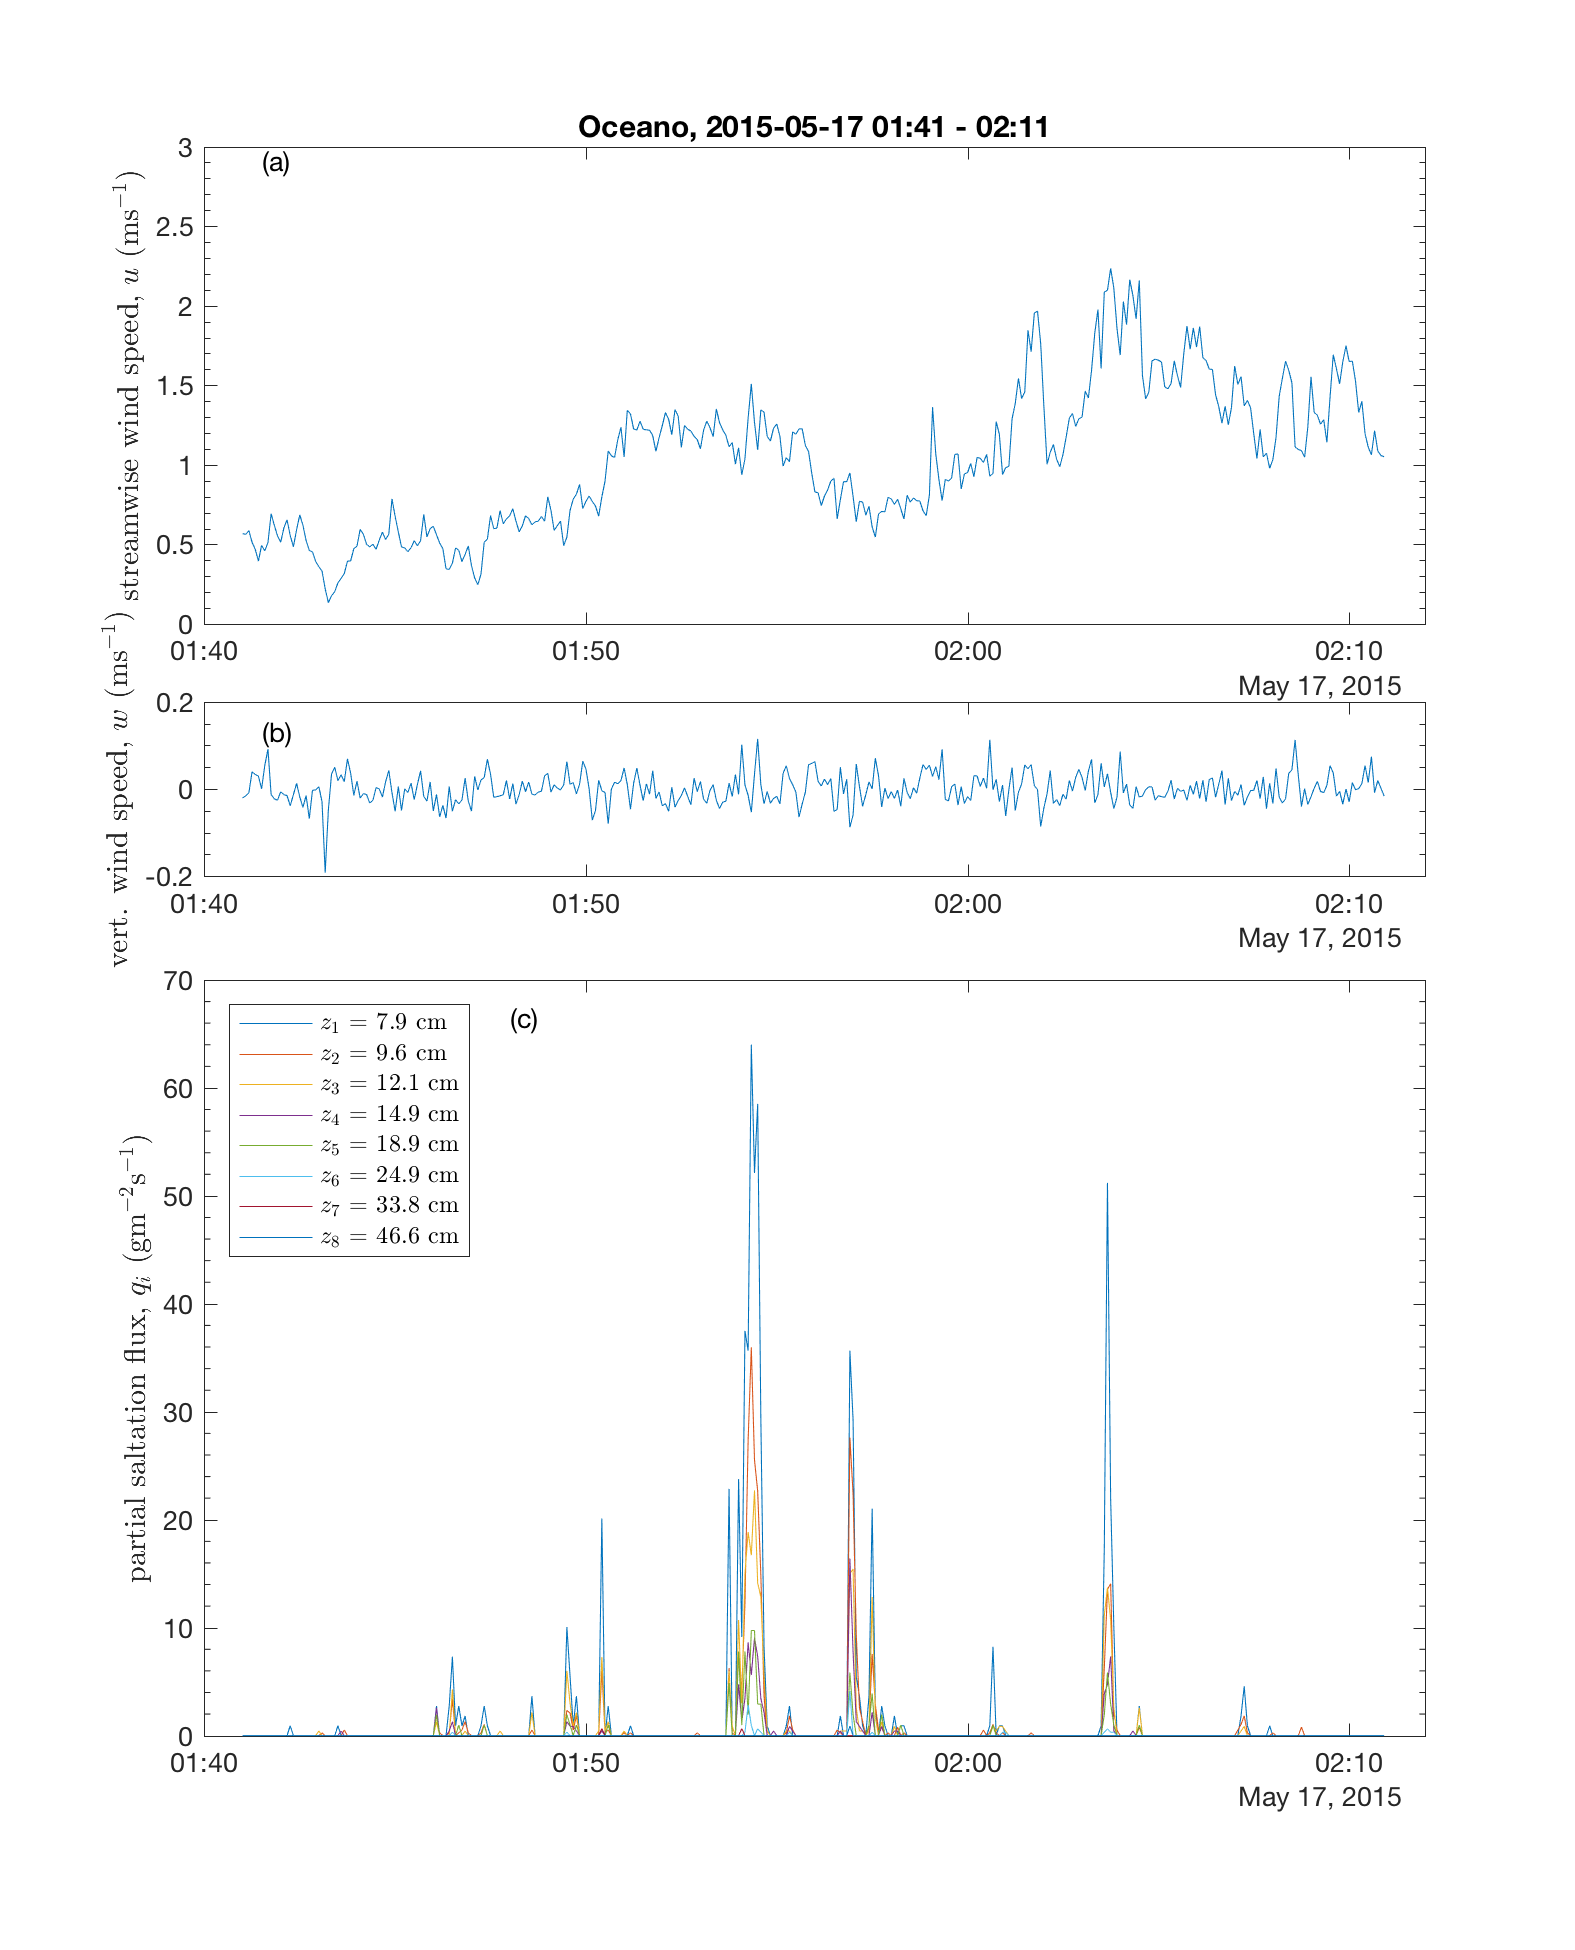 Oceano, 2015-05-17 01:41 - 02:11
(a)
streamwise wind speed, u (ms⁻¹)
3
2.5
2
1.5
1
0.5
0
01:40 01:50 02:00 02:10
May 17, 2015
(b)
vert. wind speed, w (ms⁻¹)
0.2
0
-0.2
01:40 01:50 02:00 02:10
May 17, 2015
(c)
partial saltation flux, qᵢ (gm⁻²s⁻¹)
70
60
50
40
30
20
10
0
z₁ = 7.9 cm
z₂ = 9.6 cm
z₃ = 12.1 cm
z₄ = 14.9 cm
z₅ = 18.9 cm
z₆ = 24.9 cm
z₇ = 33.8 cm
z₈ = 46.6 cm
01:40 01:50 02:00 02:10
May 17, 2015